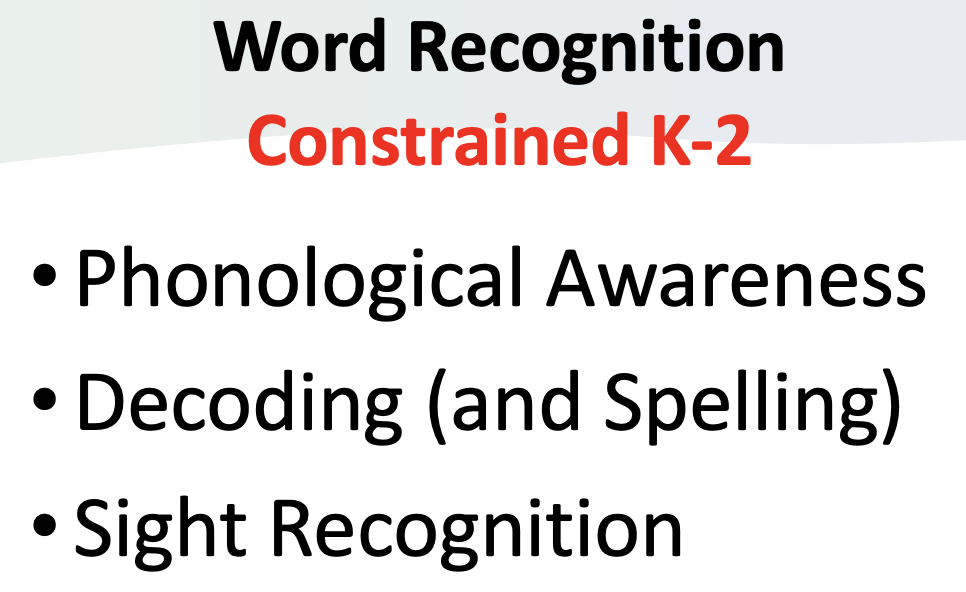 Word Recognition
Constrained K-2
• Phonological Awareness
• Decoding (and Spelling)
• Sight Recognition